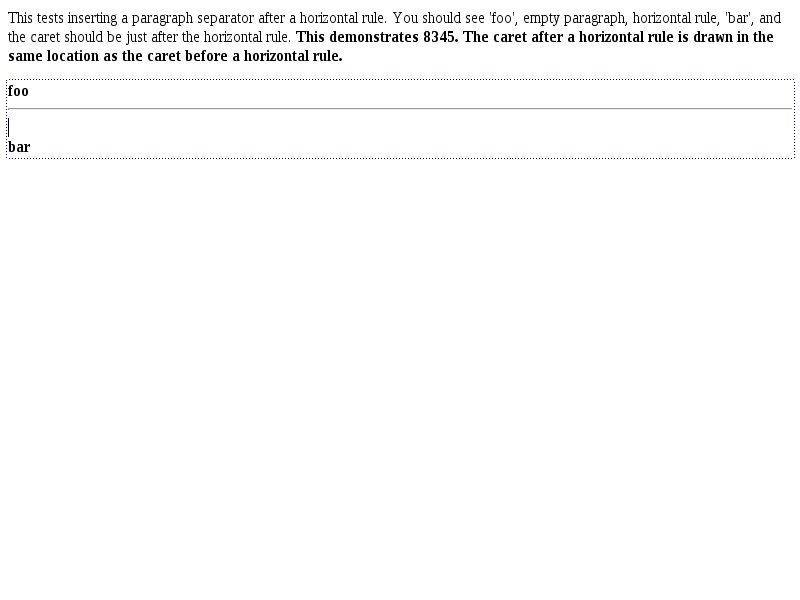 This tests inserting a paragraph separator after a horizontal rule. You should see 'foo', empty paragraph, horizontal rule, 'bar', and
the caret should be just after the horizontal rule. This demonstrates 8345. The caret after a horizontal rule is drawn in the
same location as the caret before a horizontal rule.
foo
bar